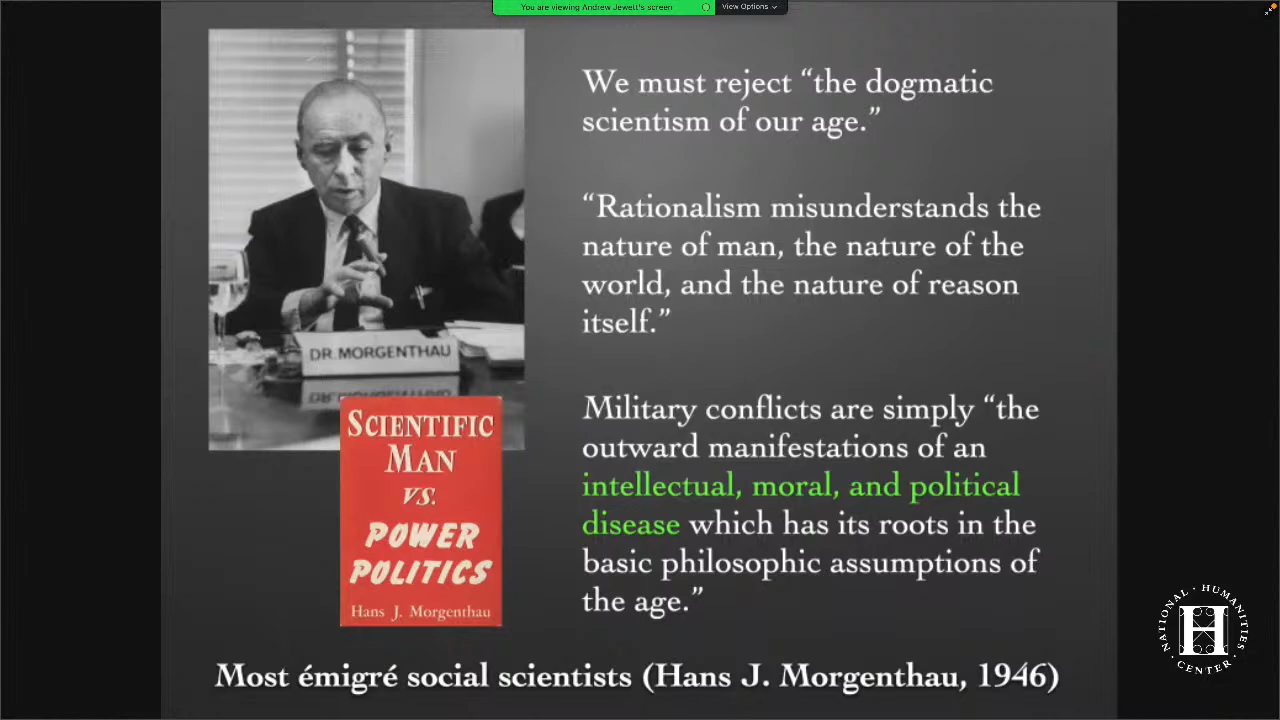 You are viewing Andrew Jewett's screen
View Options
We must reject “the dogmatic
scientism of our age.”
“Rationalism misunderstands the
nature of man, the nature of the
world, and the nature of reason
itself.”
DR. MORGENTHAU
Military conflicts are simply “the
outward manifestations of an
intellectual, moral, and political
disease which has its roots in the
basic philosophic assumptions of
the age.”
SCIENTIFIC
MAN
VS.
POWER
POLITICS
Hans J. Morgenthau
Most émigré social scientists (Hans J. Morgenthau, 1946)
NATIONAL · HUMANITIES
CENTER
H